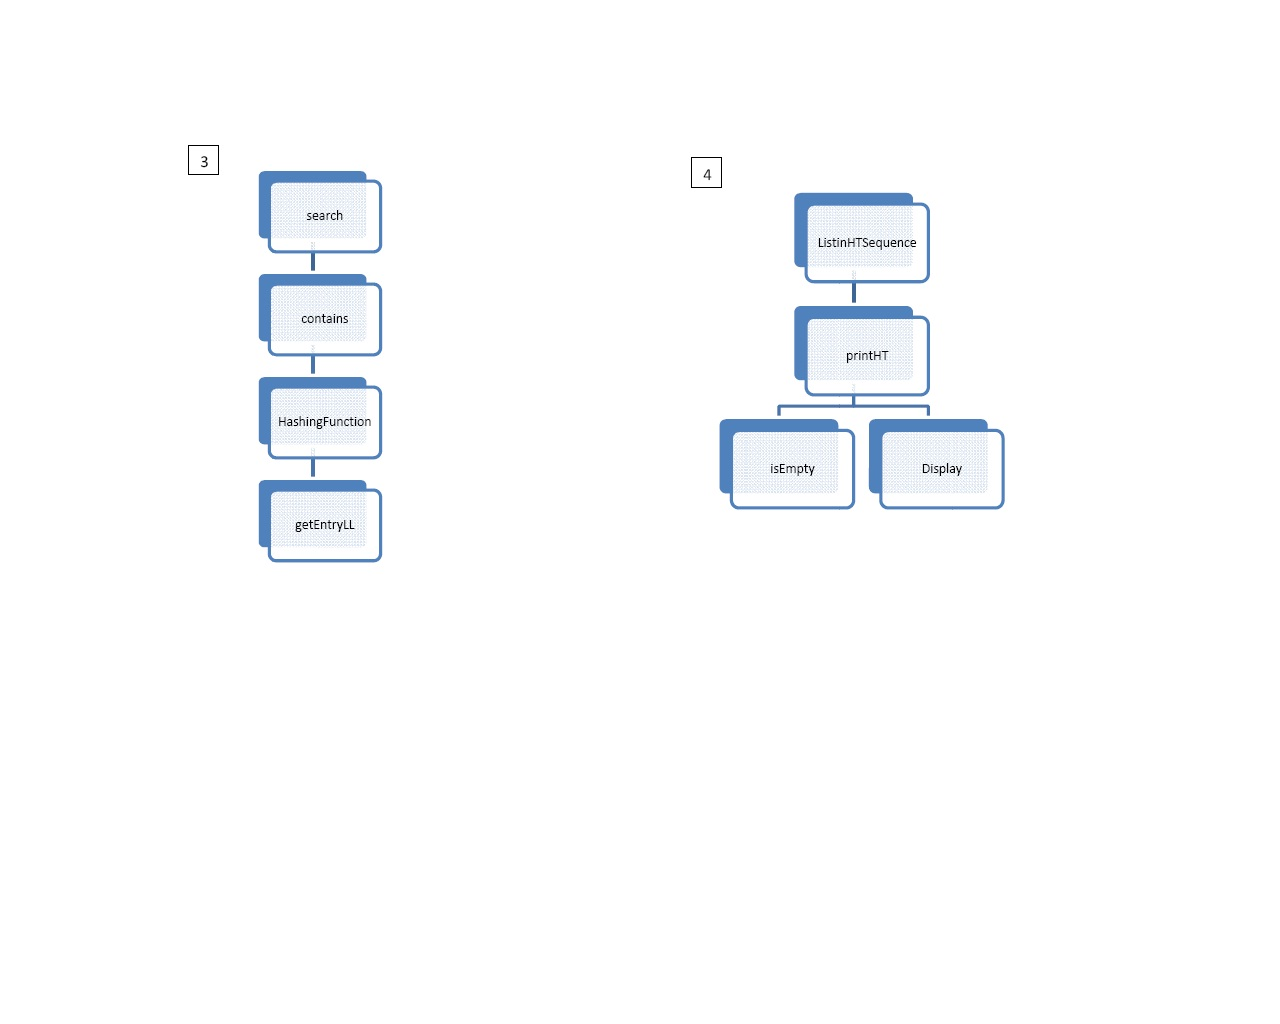 3
search
contains
HashingFunction
getEntryLL
4
ListinHTSequence
printHT
isEmpty
Display